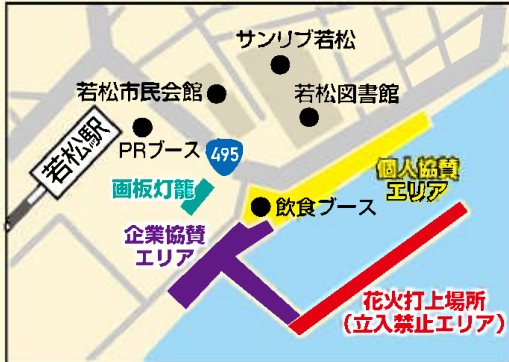 サンリブ若松
若松市民会館
若松図書館
若松駅
PRブース
495
画板灯籠
個人協賛
エリア
飲食ブース
企業協賛
エリア
花火打上場所
(立入禁止エリア)